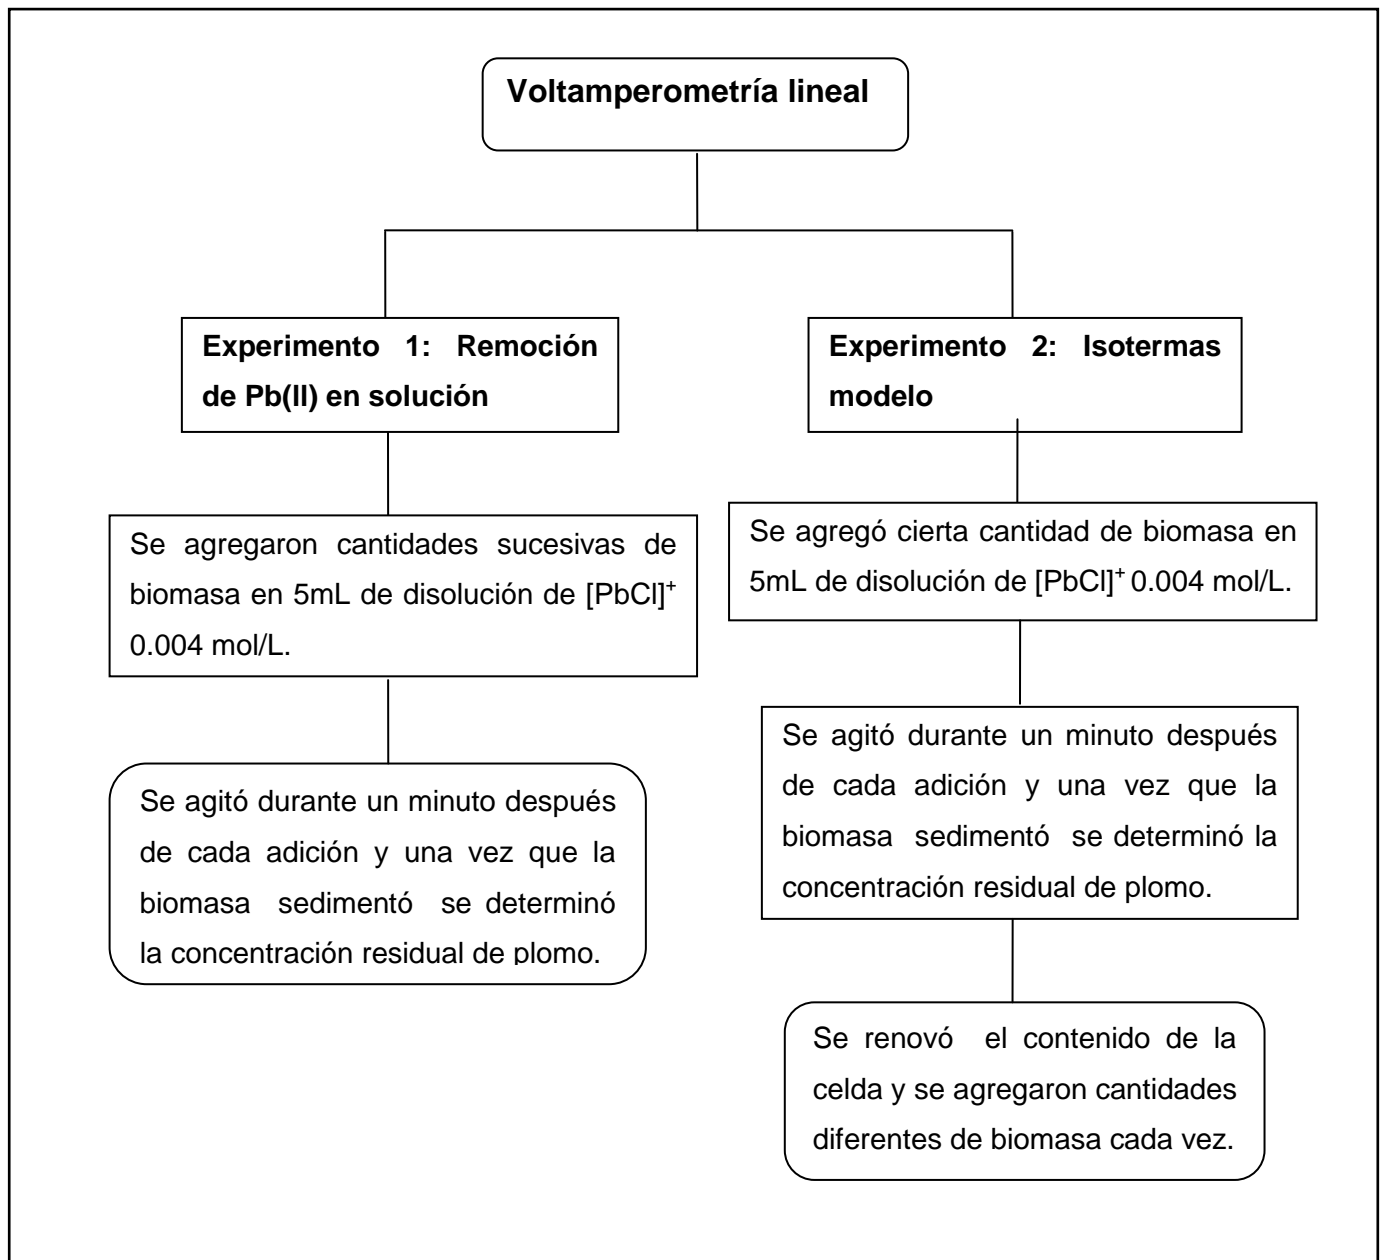 Voltamperometría lineal
Experimento 1: Remoción
de Pb(II) en solución
Se agregaron cantidades sucesivas de
biomasa en 5mL de disolución de [PbCl]⁺
0.004 mol/L.
Se agitó durante un minuto después
de cada adición y una vez que la
biomasa sedimentó se determinó
la concentración residual de plomo.
Experimento 2: Isotermas
modelo
Se agregó cierta cantidad de biomasa en
5mL de disolución de [PbCl]⁺ 0.004 mol/L.
Se agitó durante un minuto después
de cada adición y una vez que la
biomasa sedimentó se determinó la
concentración residual de plomo.
Se renovó el contenido de la
celda y se agregaron cantidades
diferentes de biomasa cada vez.